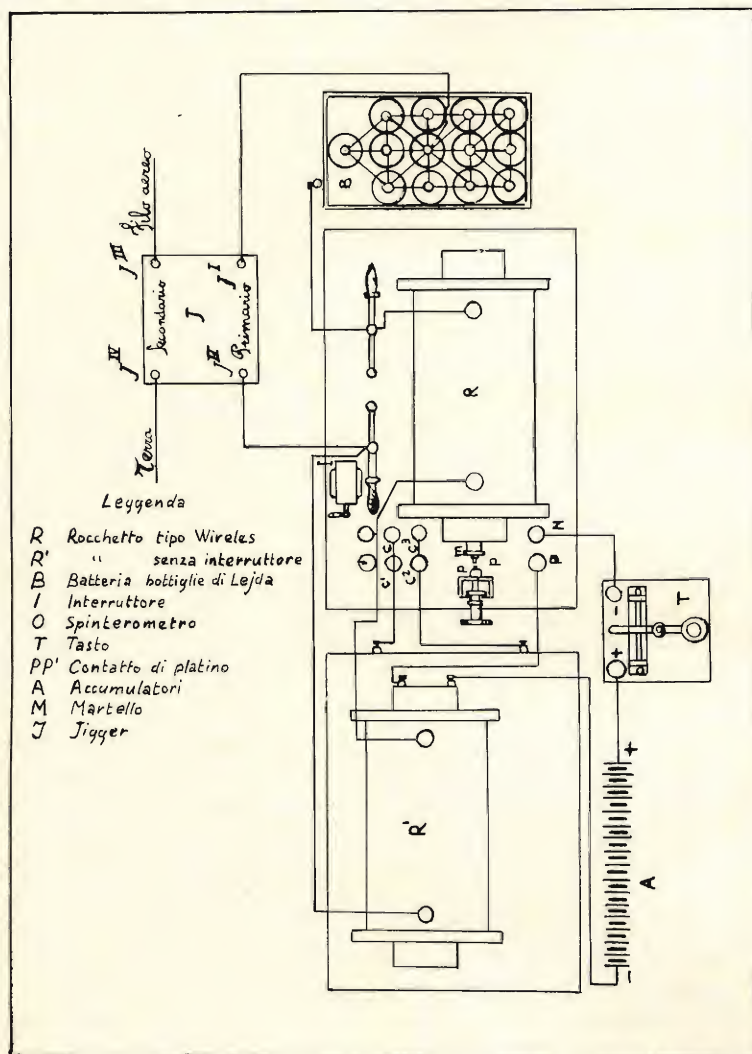 B
filo aereo
J III
J I
Secondario
J
Primario
J IV
J II
Terra
R
I
Leggenda
R Rocchetto tipo Wireles
R' " senza interruttore
B Batteria bottiglie di Lejda
I Interruttore
O Spinterometro
T Tasto
PP' Contatto di platino
A Accumulatori
M Martello
J Jigger
C
C3
C1
C2
m
P
P
N
B
-
T
+
R'
+
A
-